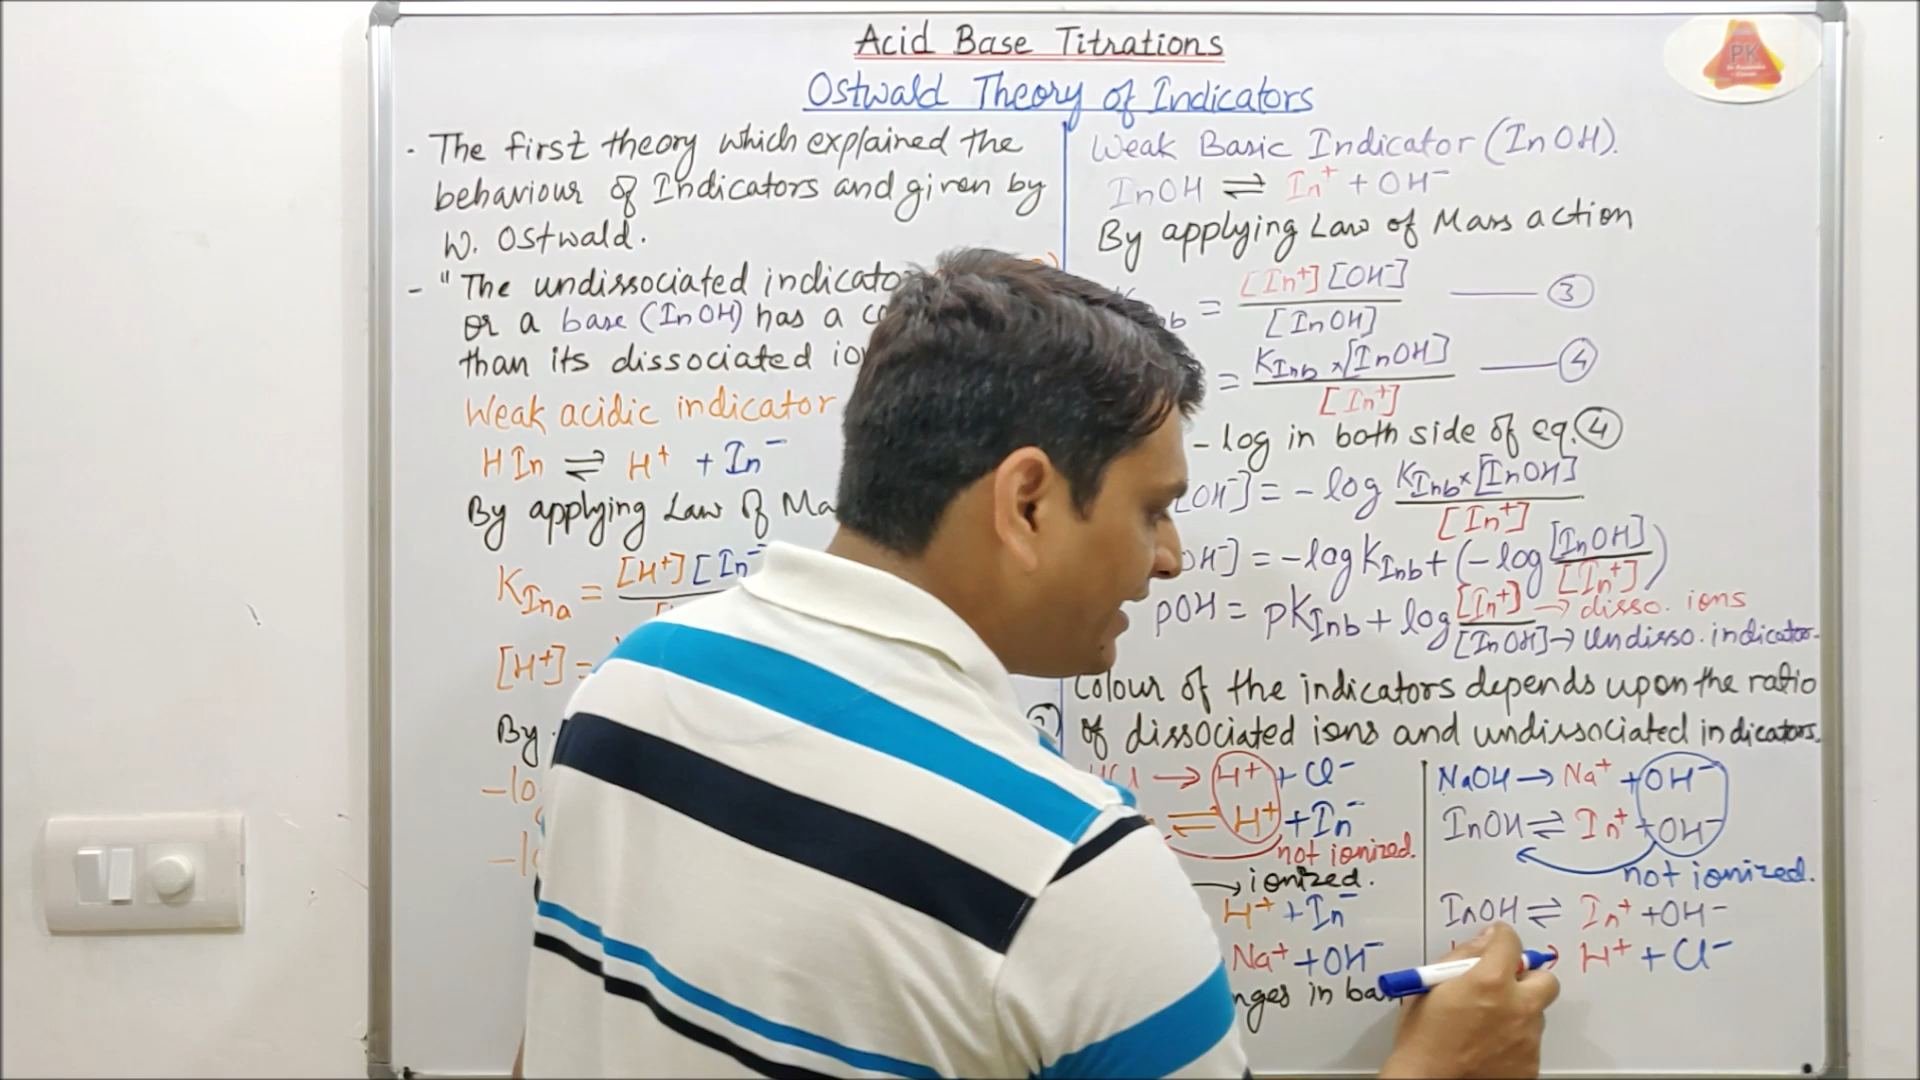 Acid Base Titrations
Ostwald Theory of Indicators
PK
- The first theory which explained the
behaviour of Indicators and given by
W. Ostwald.
- "The undissociated indicato
or a base (InOH) has a co
than its dissociated io
Weak acidic indicator
HIn ⇌ H⁺ + In⁻
By applying Law of Ma
K_Ina = [H⁺][In⁻
[H⁺] =
By
-lo
Weak Basic Indicator (InOH).
InOH ⇌ In⁺ + OH⁻
By applying Law of Mass action
b = [In⁺][OH⁻] / [InOH] — ③
= K_Inb × [InOH] / [In⁺] — ④
- log in both side of eq. ④
[OH⁻] = - log K_Inb × [InOH] / [In⁺]
OH⁻] = -log K_Inb + (-log [InOH] / [In⁺])
pOH = pK_Inb + log [In⁺] → disso. ions
[InOH] → Undisso. indicator.
Colour of the indicators depends upon the ratio
of dissociated ions and undissociated indicators.
HCl → H⁺ + Cl⁻
⇌ H⁺ + In⁻
not ionized.
→ ionized.
H⁺ + In⁻
Na⁺ + OH⁻
nges in bas
NaOH → Na⁺ + OH⁻
InOH ⇌ In⁺ + OH⁻
not ionized.
InOH ⇌ In⁺ + OH⁻
→ H⁺ + Cl⁻